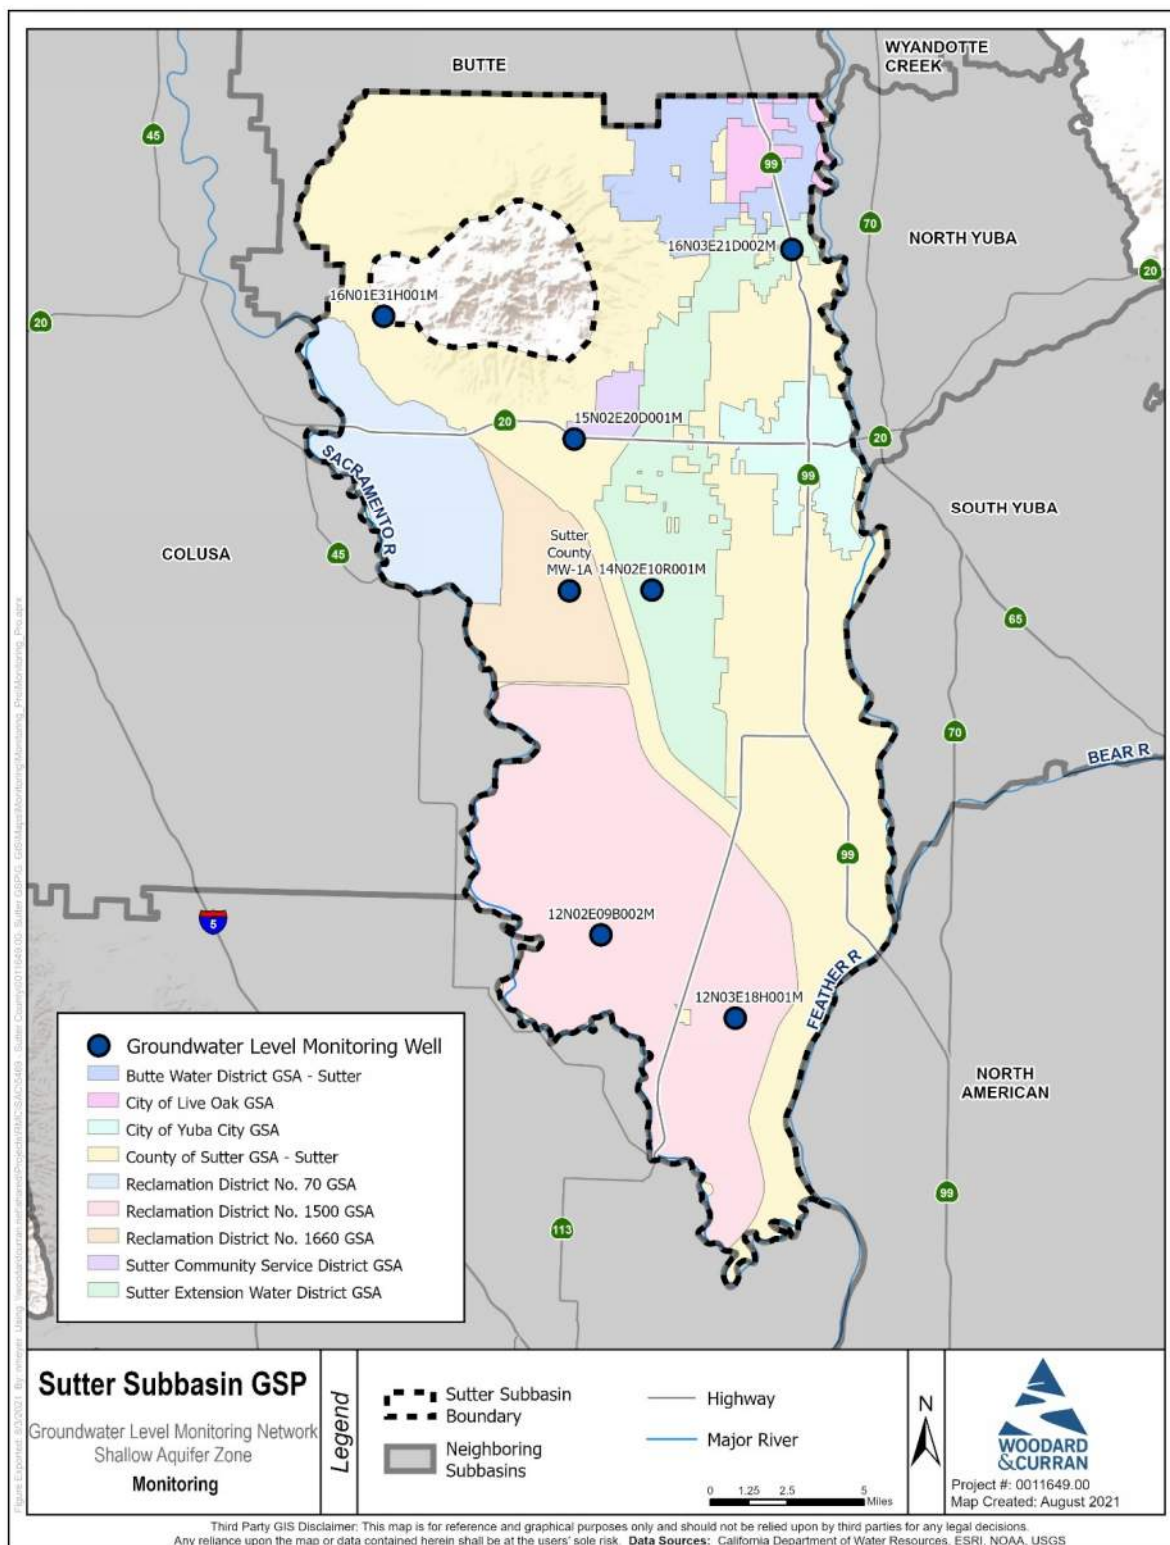 BUTTE
WYANDOTTE
CREEK
45
99
70
NORTH YUBA
16N03E21D002M
20
16N01E31H001M
20
20
15N02E20D001M
20
99
SACRAMENTO R
SOUTH YUBA
COLUSA
45
Sutter
County
MW-1A
14N02E10R001M
65
70
BEAR R
99
5
12N02E09B002M
12N03E18H001M
FEATHER R
NORTH
AMERICAN
99
113
Groundwater Level Monitoring Well
Butte Water District GSA - Sutter
City of Live Oak GSA
City of Yuba City GSA
County of Sutter GSA - Sutter
Reclamation District No. 70 GSA
Reclamation District No. 1500 GSA
Reclamation District No. 1660 GSA
Sutter Community Service District GSA
Sutter Extension Water District GSA
Sutter Subbasin GSP
Groundwater Level Monitoring Network
Shallow Aquifer Zone
Monitoring
Legend
Sutter Subbasin
Boundary
Neighboring
Subbasins
Highway
Major River
0 1.25 2.5 5
Miles
N
WOODARD
&CURRAN
Project #: 0011649.00
Map Created: August 2021
Third Party GIS Disclaimer: This map is for reference and graphical purposes only and should not be relied upon by third parties for any legal decisions.
Any reliance upon the map or data contained herein shall be at the users' sole risk. Data Sources: California Department of Water Resources, ESRI, NOAA, USGS
Figure Exported: 8/3/2021 By: nmeyer Using: